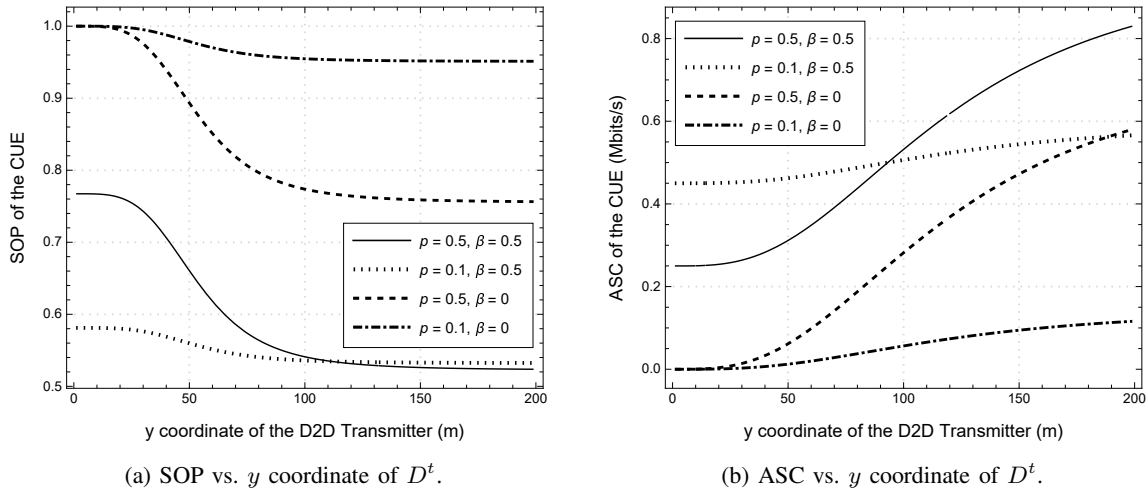 1.0
0.9
0.8
0.7
0.6
0.5
SOP of the CUE
p = 0.5, β = 0.5
p = 0.1, β = 0.5
p = 0.5, β = 0
p = 0.1, β = 0
0 50 100 150 200
y coordinate of the D2D Transmitter (m)
(a) SOP vs. y coordinate of D^t.
0.8
0.6
0.4
0.2
0.0
ASC of the CUE (Mbits/s)
p = 0.5, β = 0.5
p = 0.1, β = 0.5
p = 0.5, β = 0
p = 0.1, β = 0
0 50 100 150 200
y coordinate of the D2D Transmitter (m)
(b) ASC vs. y coordinate of D^t.